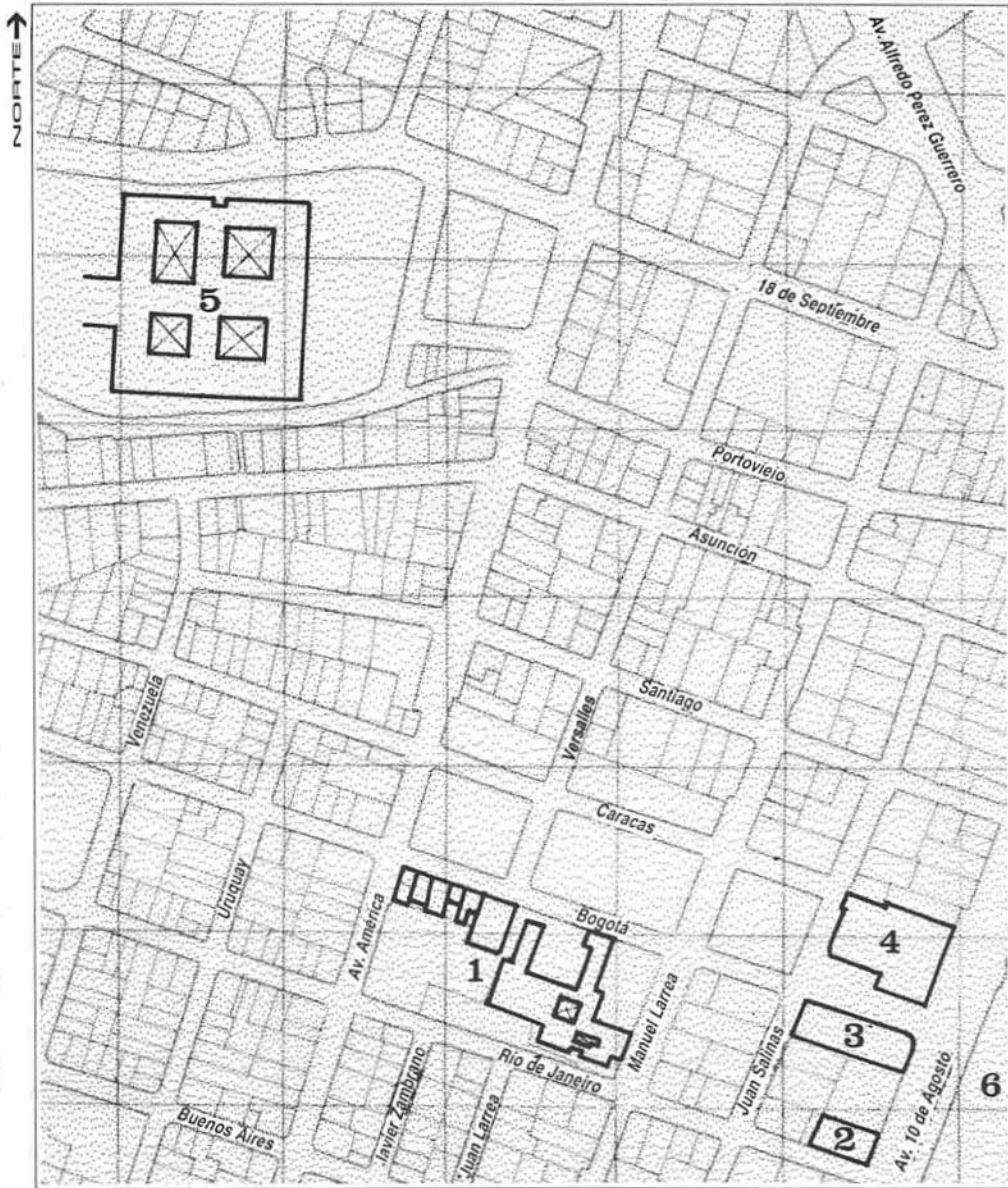 NORTE
Av. Alfredo Perez Guerrero
5
18 de Septiembre
Portoviejo
Asunción
Santiago
Venezuela
Versalles
Caracas
Uruguay
Av. América
Bogotá
4
1
Manuel Larrea
3
Juan Salinas
Río de Janeiro
Javier Zambrano
Juan Larrea
Av. 10 de Agosto
6
Buenos Aires
2